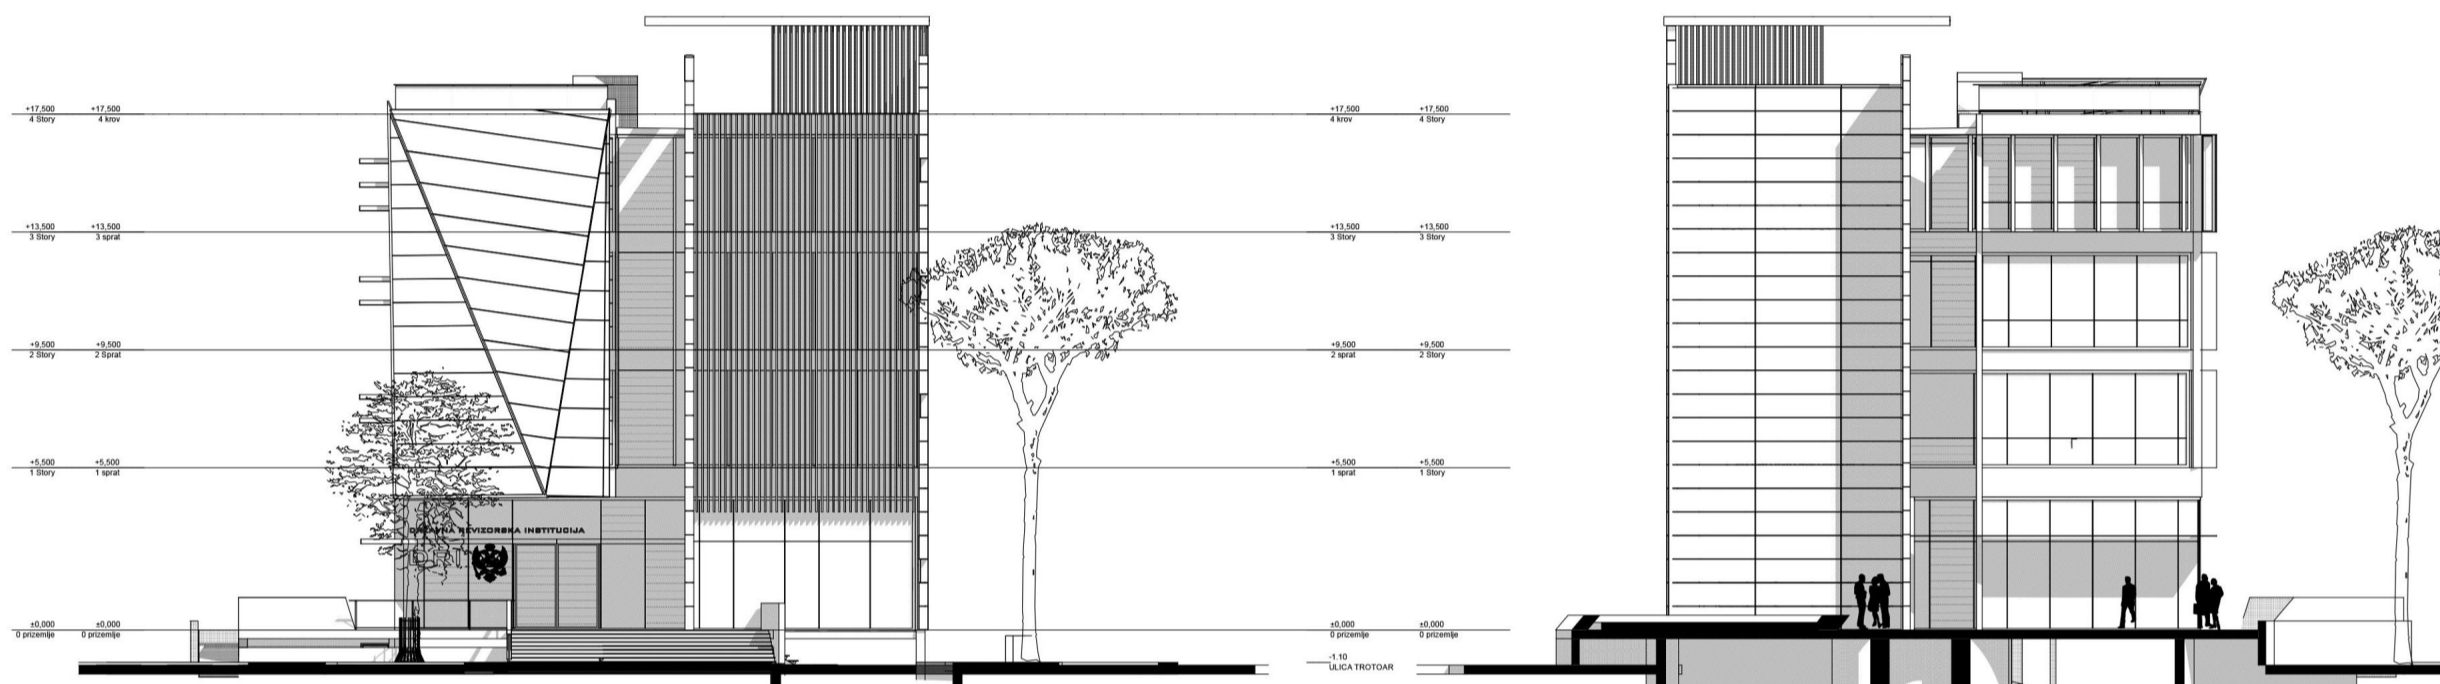 +17,500 +17,500
4 Story 4 krov
+13,500 +13,500
3 Story 3 sprat
+9,500 +9,500
2 Story 2 Sprat
+5,500 +5,500
1 Story 1 sprat
±0,000 ±0,000
0 prizemlje 0 prizemlje
DRŽAVNA REVIZORSKA INSTITUCIJA
DRI
+17,500 +17,500
4 krov 4 Story
+13,500 +13,500
3 Story 3 Story
+9,500 +9,500
2 sprat 2 Story
+5,500 +5,500
1 sprat 1 Story
±0,000 ±0,000
0 prizemlje 0 prizemlje
-1.10
ULICA TROTOAR